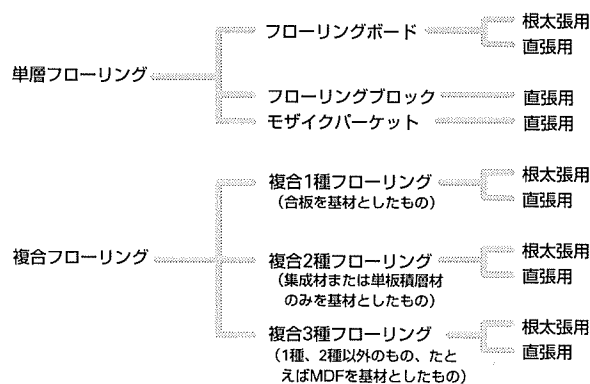 単層フローリング
フローリングボード
根太張用
直張用
フローリングブロック
直張用
モザイクパーケット
直張用
複合フローリング
複合1種フローリング
(合板を基材としたもの)
根太張用
直張用
複合2種フローリング
(集成材または単板積層材
のみを基材としたもの)
根太張用
直張用
複合3種フローリング
(1種、2種以外のもの、たと
えばMDFを基材としたもの)
根太張用
直張用